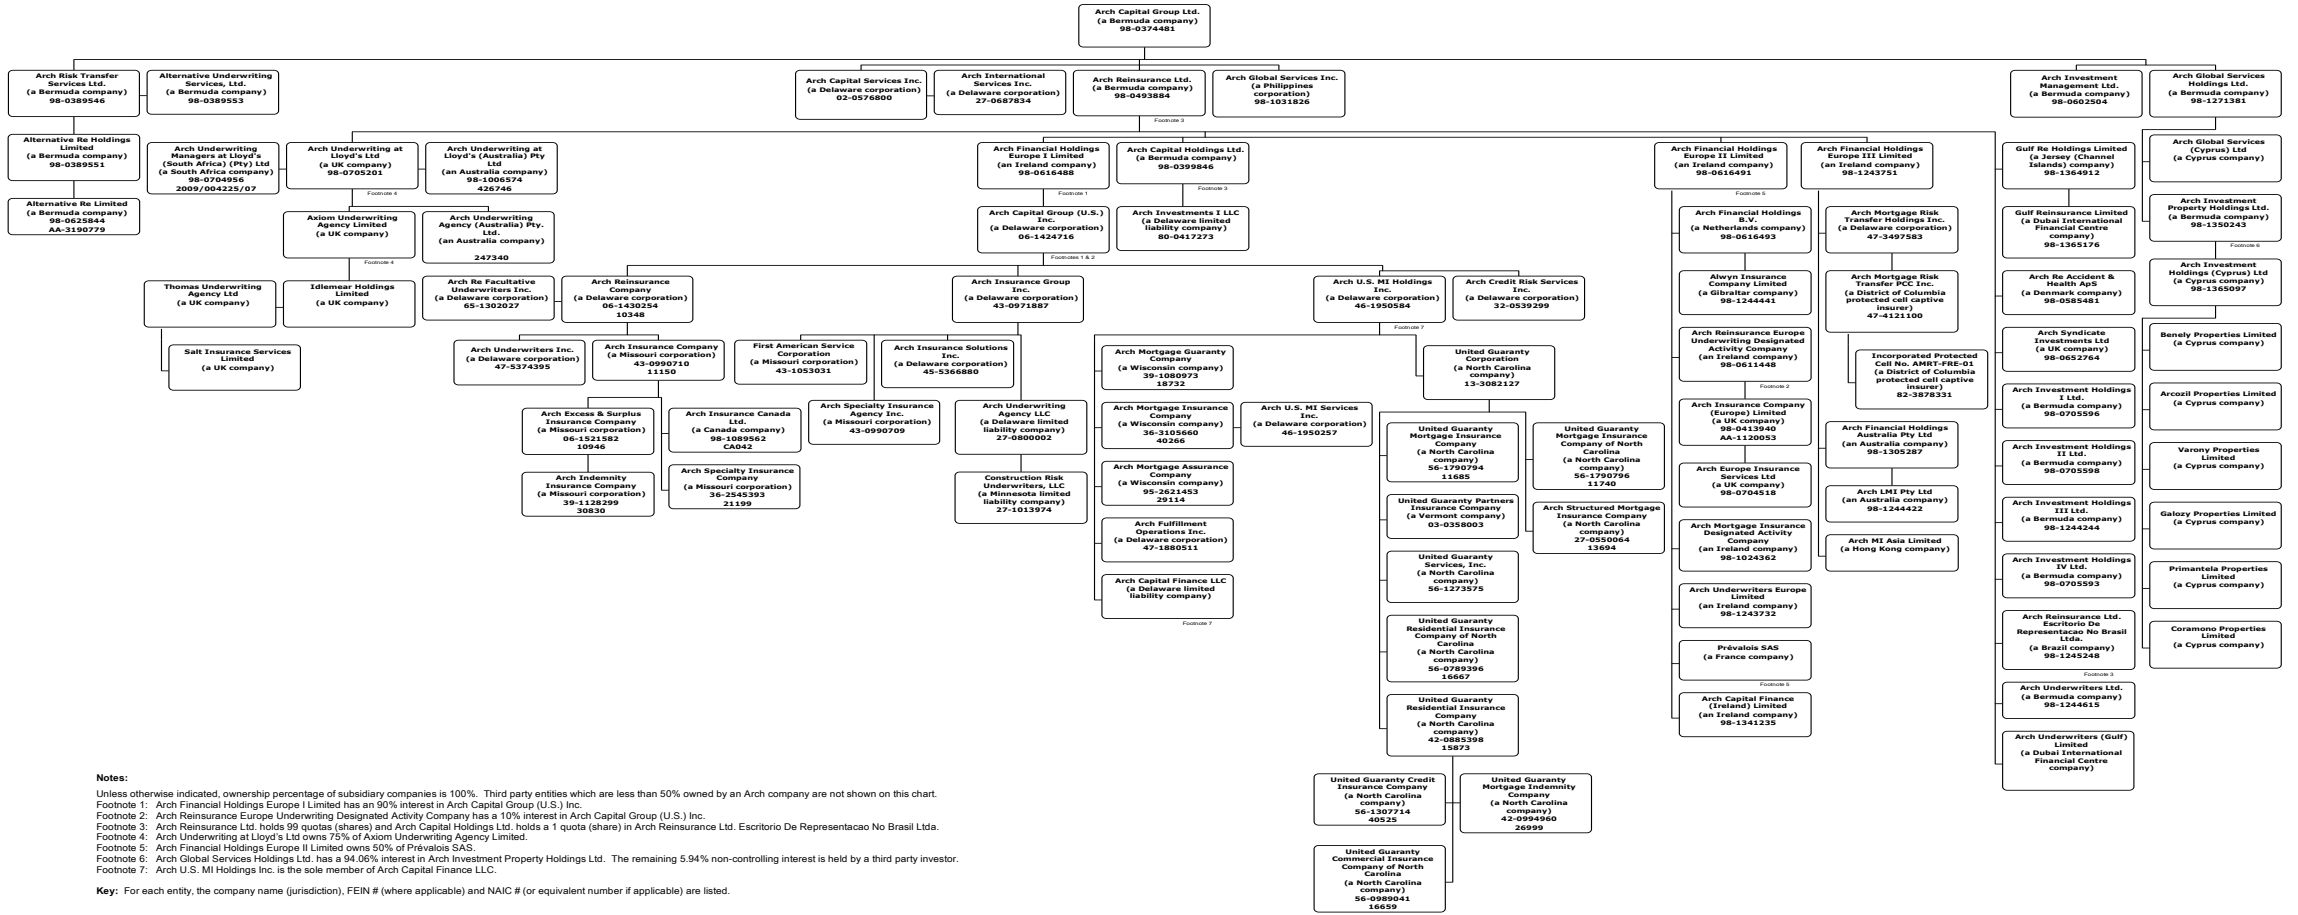 Arch Capital Group Ltd.
(a Bermuda company)
98-0374481
Arch Risk Transfer
Services Ltd.
(a Bermuda company)
98-0389546
Alternative Underwriting
Services, Ltd.
(a Bermuda company)
98-0389553
Arch Capital Services Inc.
(a Delaware corporation)
02-0576800
Arch International
Services Inc.
(a Delaware corporation)
27-0687834
Arch Reinsurance Ltd.
(a Bermuda company)
98-0493884
Footnote 3
Arch Global Services Inc.
(a Philippines
corporation)
98-1031826
Arch Investment
Management Ltd.
(a Bermuda company)
98-0602504
Arch Global Services
Holdings Ltd.
(a Bermuda company)
98-1271381
Alternative Re Holdings
Limited
(a Bermuda company)
98-0389551
Alternative Re Limited
(a Bermuda company)
98-0625844
AA-3190779
Arch Underwriting
Managers at Lloyd's
(South Africa) (Pty) Ltd
(a South Africa company)
98-0704956
2009/004225/07
Arch Underwriting at
Lloyd's Ltd
(a UK company)
98-0705201
Footnote 4
Arch Underwriting at
Lloyd's (Australia) Pty
Ltd
(an Australia company)
98-1006574
426746
Axiom Underwriting
Agency Limited
(a UK company)
Footnote 4
Arch Underwriting
Agency (Australia) Pty.
Ltd.
(an Australia company)
247340
Thomas Underwriting
Agency Ltd
(a UK company)
Idlemear Holdings
Limited
(a UK company)
Salt Insurance Services
Limited
(a UK company)
Arch Financial Holdings
Europe I Limited
(an Ireland company)
98-0616488
Footnote 1
Arch Capital Holdings Ltd.
(a Bermuda company)
98-0399846
Footnote 3
Arch Capital Group (U.S.)
Inc.
(a Delaware corporation)
06-1424716
Footnotes 1 & 2
Arch Investments I LLC
(a Delaware limited
liability company)
80-0417273
Arch Re Facultative
Underwriters Inc.
(a Delaware corporation)
65-1302027
Arch Reinsurance
Company
(a Delaware corporation)
06-1430254
10348
Arch Insurance Group
Inc.
(a Delaware corporation)
43-0971887
Arch U.S. MI Holdings
Inc.
(a Delaware corporation)
46-1950584
Footnote 7
Arch Credit Risk Services
Inc.
(a Delaware corporation)
32-0539299
Arch Underwriters Inc.
(a Delaware corporation)
47-5374395
Arch Insurance Company
(a Missouri corporation)
43-0990710
11150
First American Service
Corporation
(a Missouri corporation)
43-1053031
Arch Insurance Solutions
Inc.
(a Delaware corporation)
45-5366880
Arch Excess & Surplus
Insurance Company
(a Missouri corporation)
06-1521582
10946
Arch Insurance Canada
Ltd.
(a Canada company)
98-1089562
CA042
Arch Specialty Insurance
Agency Inc.
(a Missouri corporation)
43-0990709
Arch Underwriting
Agency LLC
(a Delaware limited
liability company)
27-0800002
Arch Indemnity
Insurance Company
(a Missouri corporation)
39-1128299
30830
Arch Specialty Insurance
Company
(a Missouri corporation)
36-2545393
21199
Construction Risk
Underwriters, LLC
(a Minnesota limited
liability company)
27-1013974
Arch Mortgage Guaranty
Company
(a Wisconsin company)
39-1080973
18732
Arch Mortgage Insurance
Company
(a Wisconsin company)
36-3105660
40266
Arch U.S. MI Services
Inc.
(a Delaware corporation)
46-1950257
Arch Mortgage Assurance
Company
(a Wisconsin company)
95-2621453
29114
Arch Fulfillment
Operations Inc.
(a Delaware corporation)
47-1880511
Arch Capital Finance LLC
(a Delaware limited
liability company)
Footnote 7
United Guaranty
Corporation
(a North Carolina
company)
13-3082127
United Guaranty
Mortgage Insurance
Company
(a North Carolina
company)
56-1790794
11685
United Guaranty
Mortgage Insurance
Company of North
Carolina
(a North Carolina
company)
56-1790796
11740
United Guaranty Partners
Insurance Company
(a Vermont company)
03-0358003
Arch Structured Mortgage
Insurance Company
(a North Carolina
company)
27-0550064
13694
United Guaranty
Services, Inc.
(a North Carolina
company)
56-1273575
United Guaranty
Residential Insurance
Company of North
Carolina
(a North Carolina
company)
56-0789396
16667
United Guaranty
Residential Insurance
Company
(a North Carolina
company)
42-0885398
15873
United Guaranty Credit
Insurance Company
(a North Carolina
company)
56-1307714
40525
United Guaranty
Mortgage Indemnity
Company
(a North Carolina
company)
42-0994960
26999
United Guaranty
Commercial Insurance
Company of North
Carolina
(a North Carolina
company)
56-0989041
16659
Arch Financial Holdings
Europe II Limited
(an Ireland company)
98-0616491
Footnote 5
Arch Financial Holdings
B.V.
(a Netherlands company)
98-0616493
Alwyn Insurance
Company Limited
(a Gibraltar company)
98-1244441
Arch Reinsurance Europe
Underwriting Designated
Activity Company
(an Ireland company)
98-0611448
Footnote 2
Arch Insurance Company
(Europe) Limited
(a UK company)
98-0413940
AA-1120053
Arch Europe Insurance
Services Ltd
(a UK company)
98-0704518
Arch Mortgage Insurance
Designated Activity
Company
(an Ireland company)
98-1024362
Arch Underwriters Europe
Limited
(an Ireland company)
98-1243732
Prévalois SAS
(a France company)
Footnote 5
Arch Capital Finance
(Ireland) Limited
(an Ireland company)
98-1341235
Arch Financial Holdings
Europe III Limited
(an Ireland company)
98-1243751
Arch Mortgage Risk
Transfer Holdings Inc.
(a Delaware corporation)
47-3497583
Arch Mortgage Risk
Transfer PCC Inc.
(a District of Columbia
protected cell captive
insurer)
47-4121100
Incorporated Protected
Cell No. AMRT-FRE-01
(a District of Columbia
protected cell captive
insurer)
82-3878331
Arch Financial Holdings
Australia Pty Ltd
(an Australia company)
98-1305287
Arch LMI Pty Ltd
(an Australia company)
98-1244422
Arch MI Asia Limited
(a Hong Kong company)
Gulf Re Holdings Limited
(a Jersey (Channel
Islands) company)
98-1364912
Gulf Reinsurance Limited
(a Dubai International
Financial Centre
company)
98-1365176
Arch Re Accident &
Health ApS
(a Denmark company)
98-0585481
Arch Syndicate
Investments Ltd
(a UK company)
98-0652764
Arch Investment Holdings
I Ltd.
(a Bermuda company)
98-0705596
Arch Investment Holdings
II Ltd.
(a Bermuda company)
98-0705598
Arch Investment Holdings
III Ltd.
(a Bermuda company)
98-1244244
Arch Investment Holdings
IV Ltd.
(a Bermuda company)
98-0705593
Arch Reinsurance Ltd.
Escritorio De
Representacao No Brasil
Ltda.
(a Brazil company)
98-1245248
Footnote 3
Arch Underwriters Ltd.
(a Bermuda company)
98-1244615
Arch Underwriters (Gulf)
Limited
(a Dubai International
Financial Centre
company)
Arch Global Services
(Cyprus) Ltd
(a Cyprus company)
Arch Investment
Property Holdings Ltd.
(a Bermuda company)
98-1350243
Footnote 6
Arch Investment
Holdings (Cyprus) Ltd
(a Cyprus company)
98-1365097
Benely Properties Limited
(a Cyprus company)
Arcozil Properties Limited
(a Cyprus company)
Varony Properties
Limited
(a Cyprus company)
Galozy Properties Limited
(a Cyprus company)
Primantela Properties
Limited
(a Cyprus company)
Coramono Properties
Limited
(a Cyprus company)
Notes:
Unless otherwise indicated, ownership percentage of subsidiary companies is 100%. Third party entities which are less than 50% owned by an Arch company are not shown on this chart.
Footnote 1: Arch Financial Holdings Europe I Limited has an 90% interest in Arch Capital Group (U.S.) Inc.
Footnote 2: Arch Reinsurance Europe Underwriting Designated Activity Company has a 10% interest in Arch Capital Group (U.S.) Inc.
Footnote 3: Arch Reinsurance Ltd. holds 99 quotas (shares) and Arch Capital Holdings Ltd. holds a 1 quota (share) in Arch Reinsurance Ltd. Escritorio De Representacao No Brasil Ltda.
Footnote 4: Arch Underwriting at Lloyd's Ltd owns 75% of Axiom Underwriting Agency Limited.
Footnote 5: Arch Financial Holdings Europe II Limited owns 50% of Prévalois SAS.
Footnote 6: Arch Global Services Holdings Ltd. has a 94.06% interest in Arch Investment Property Holdings Ltd. The remaining 5.94% non-controlling interest is held by a third party investor.
Footnote 7: Arch U.S. MI Holdings Inc. is the sole member of Arch Capital Finance LLC.
Key: For each entity, the company name (jurisdiction), FEIN # (where applicable) and NAIC # (or equivalent number if applicable) are listed.